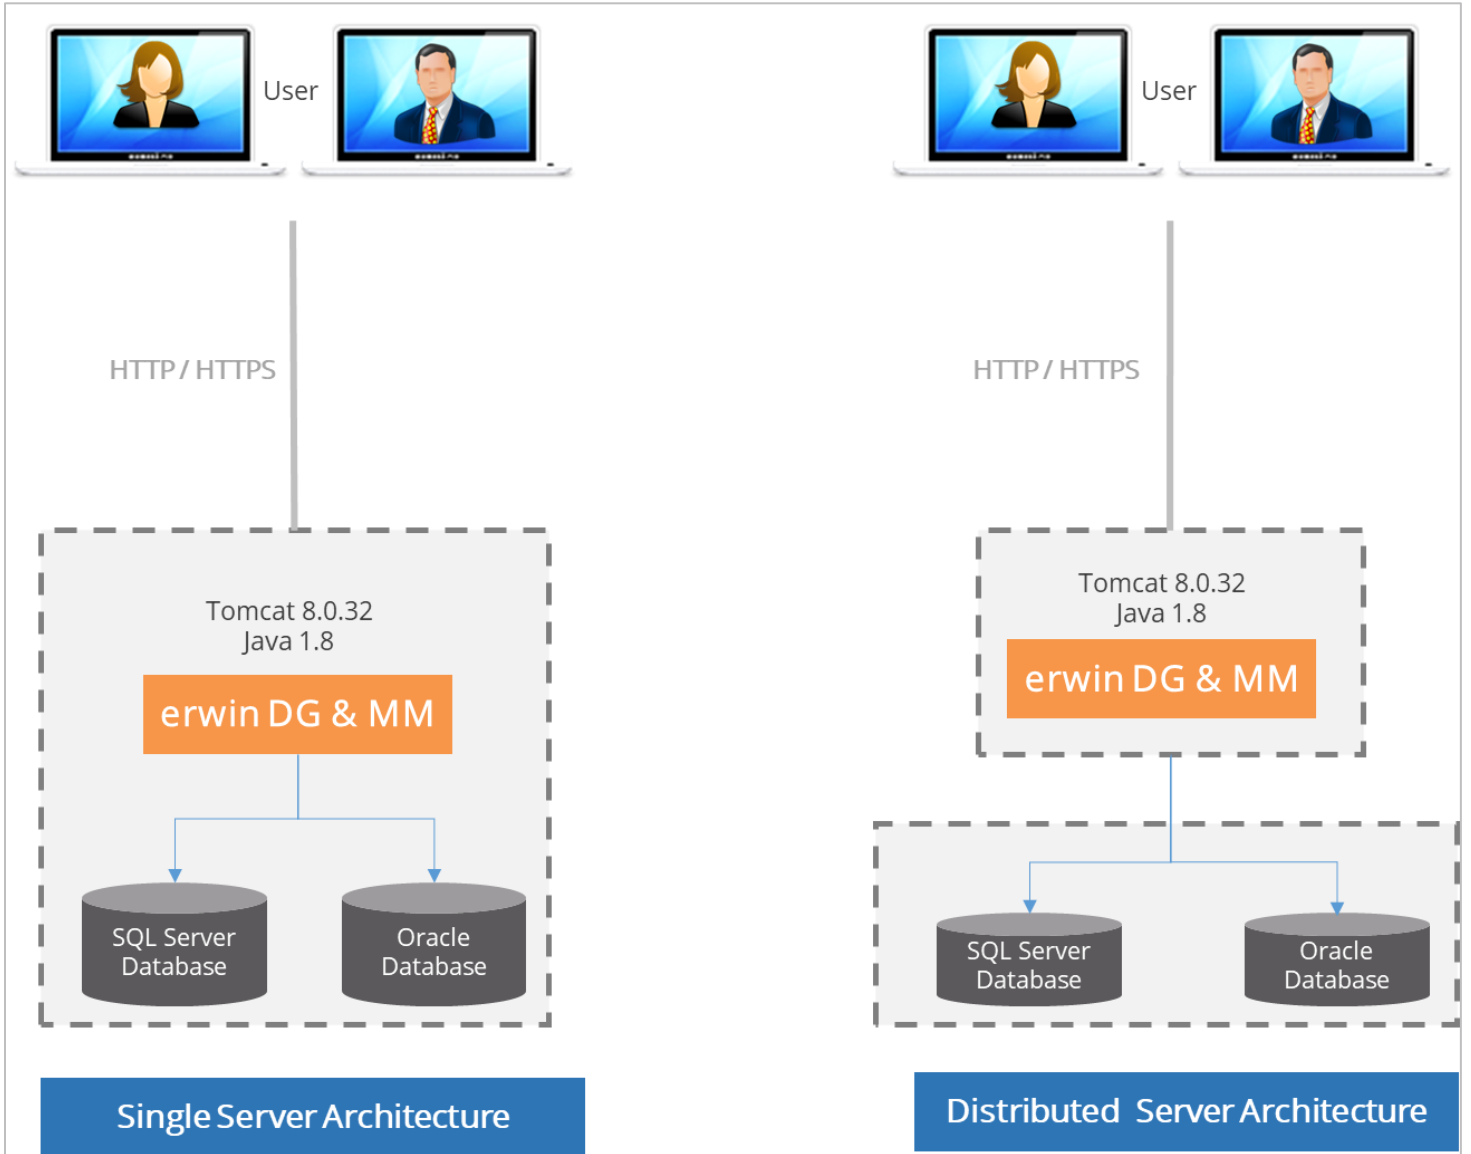 User
HTTP / HTTPS
Tomcat 8.0.32
Java 1.8
erwin DG & MM
SQL Server
Database
Oracle
Database
Single Server Architecture
User
HTTP / HTTPS
Tomcat 8.0.32
Java 1.8
erwin DG & MM
SQL Server
Database
Oracle
Database
Distributed Server Architecture